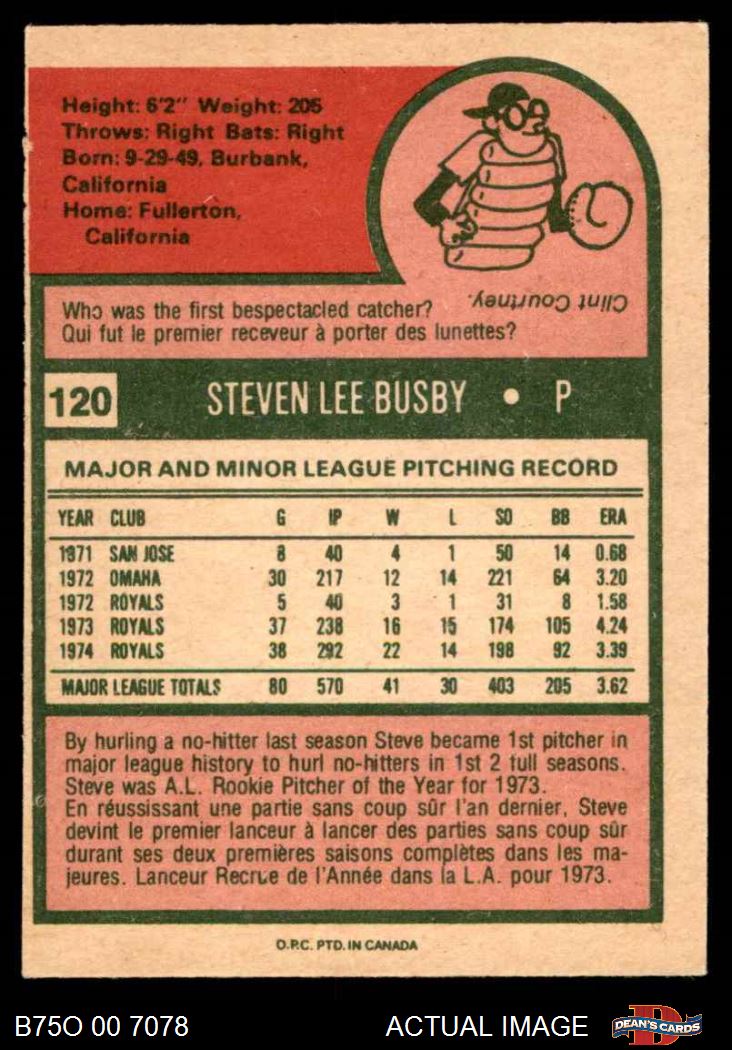 Height: 6'2" Weight: 205
Throws: Right Bats: Right
Born: 9-29-49, Burbank,
California
Home: Fullerton,
California
Clint Courtney.
Who was the first bespectacled catcher?
Qui fut le premier receveur à porter des lunettes?
120 STEVEN LEE BUSBY • P
MAJOR AND MINOR LEAGUE PITCHING RECORD
YEAR CLUB G IP W L SO BB ERA
1971 SAN JOSE 8 40 4 1 50 14 0.68
1972 OMAHA 30 217 12 14 221 64 3.20
1972 ROYALS 5 40 3 1 31 8 1.58
1973 ROYALS 37 238 16 15 174 105 4.24
1974 ROYALS 38 292 22 14 198 92 3.39
MAJOR LEAGUE TOTALS 80 570 41 30 403 205 3.62
By hurling a no-hitter last season Steve became 1st pitcher in
major league history to hurl no-hitters in 1st 2 full seasons.
Steve was A.L. Rookie Pitcher of the Year for 1973.
En réussissant une partie sans coup sûr l'an dernier, Steve
devint le premier lanceur à lancer des parties sans coup sûr
durant ses deux premières saisons complètes dans les ma-
jeures. Lanceur Recrue de l'Année dans la L.A. pour 1973.
O.P.C. PTD. IN CANADA
B75O 00 7078 ACTUAL IMAGE DEAN'S CARDS